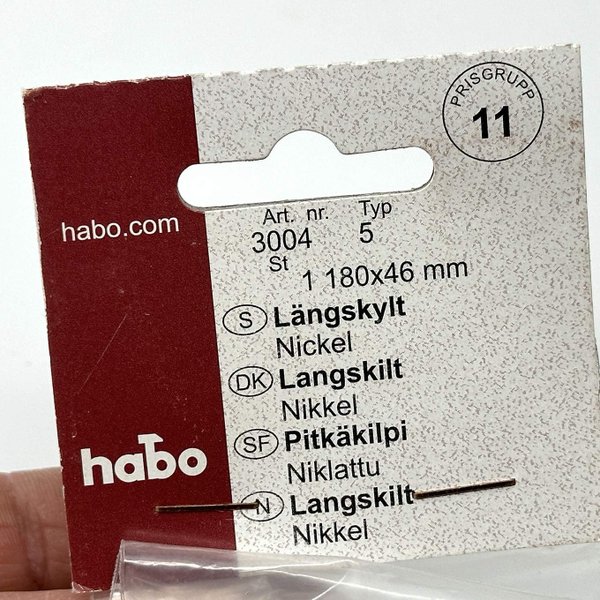 PRISGRUPP
11
habo.com
Art. nr. Typ
3004 5
St
1 180x46 mm
S Längskylt
Nickel
DK Langskilt
Nikkel
SF Pitkäkilpi
Niklattu
habo
N Langskilt
Nikkel